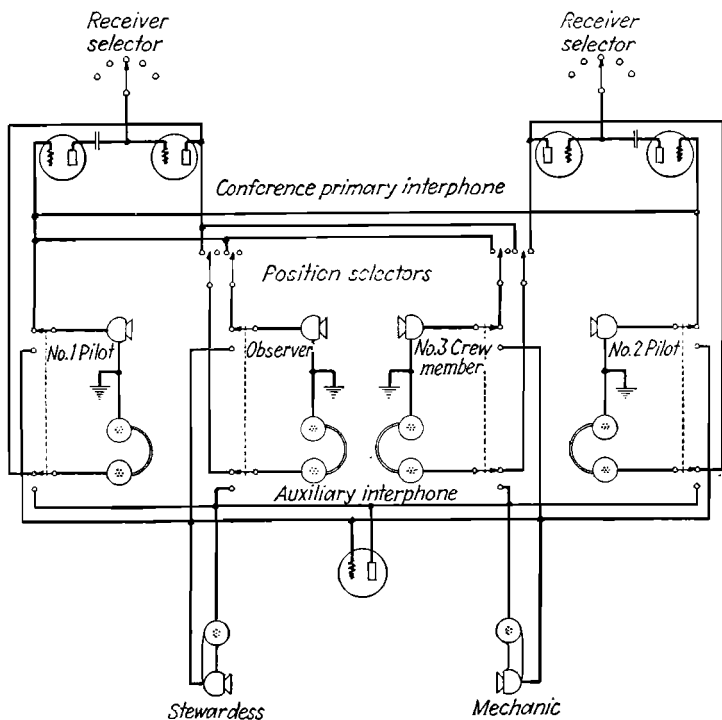 Receiver
selector
Receiver
selector
Conference primary interphone
Position selectors
No.1 Pilot
Observer
No.3 Crew
member
No.2 Pilot
Auxiliary interphone
Stewardess
Mechanic